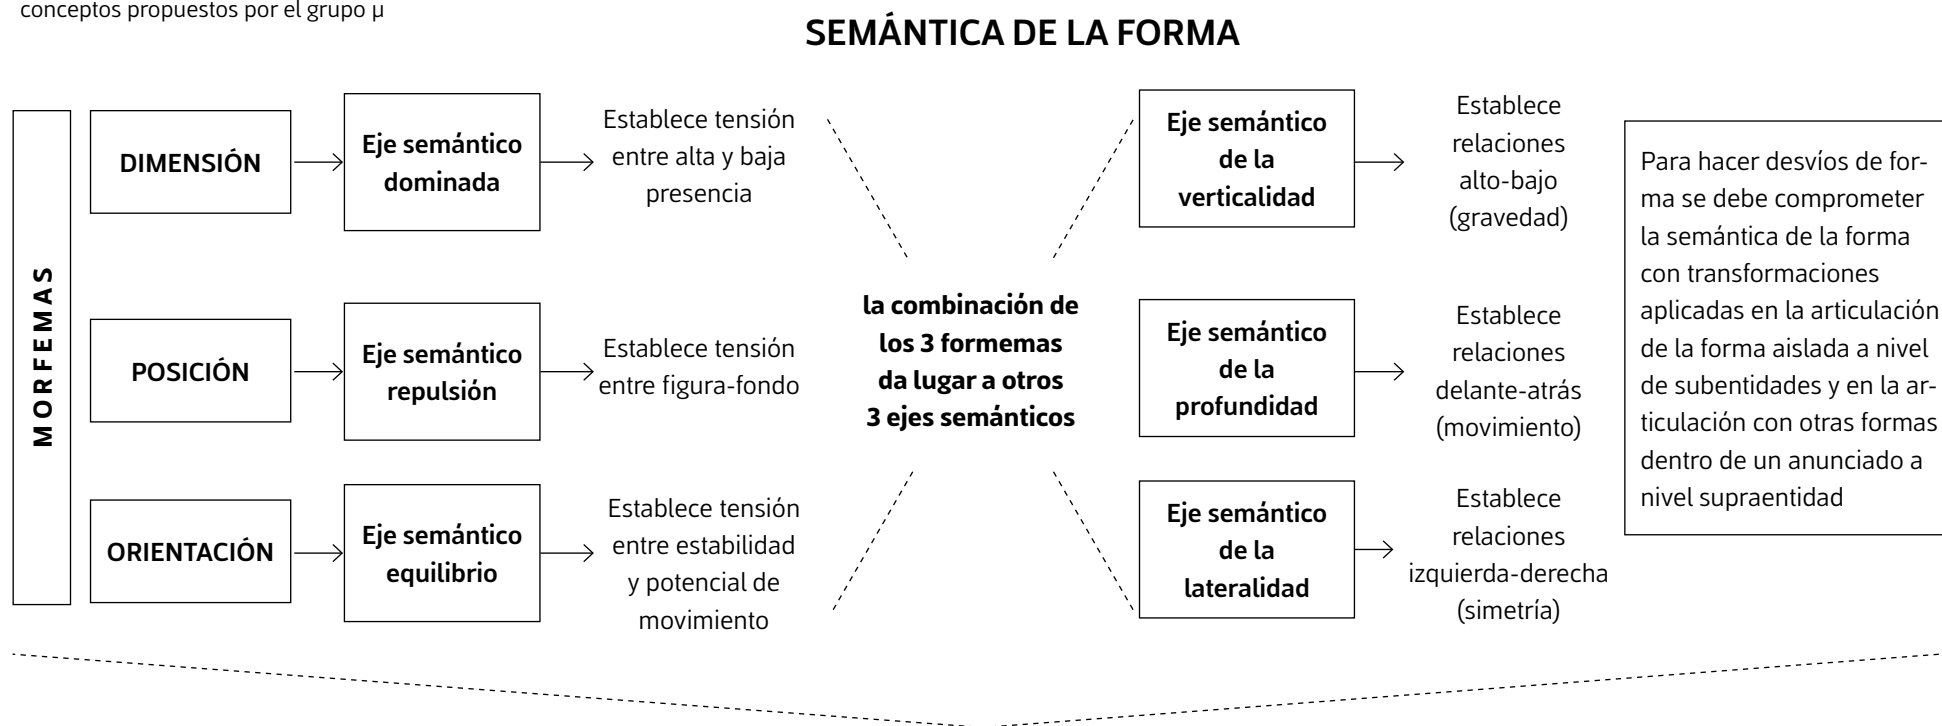 conceptos propuestos por el grupo μ
SEMÁNTICA DE LA FORMA
MORFEMAS
DIMENSIÓN
Eje semántico
dominada
Establece tensión
entre alta y baja
presencia
POSICIÓN
Eje semántico
repulsión
Establece tensión
entre figura-fondo
ORIENTACIÓN
Eje semántico
equilibrio
Establece tensión
entre estabilidad
y potencial de
movimiento
la combinación de
los 3 formemas
da lugar a otros
3 ejes semánticos
Eje semántico
de la
verticalidad
Establece
relaciones
alto-bajo
(gravedad)
Eje semántico
de la
profundidad
Establece
relaciones
delante-atrás
(movimiento)
Eje semántico
de la
lateralidad
Establece
relaciones
izquierda-derecha
(simetría)
Para hacer desvíos de for-
ma se debe comprometer
la semántica de la forma
con transformaciones
aplicadas en la articulación
de la forma aislada a nivel
de subentidades y en la ar-
ticulación con otras formas
dentro de un anunciado a
nivel supraentidad